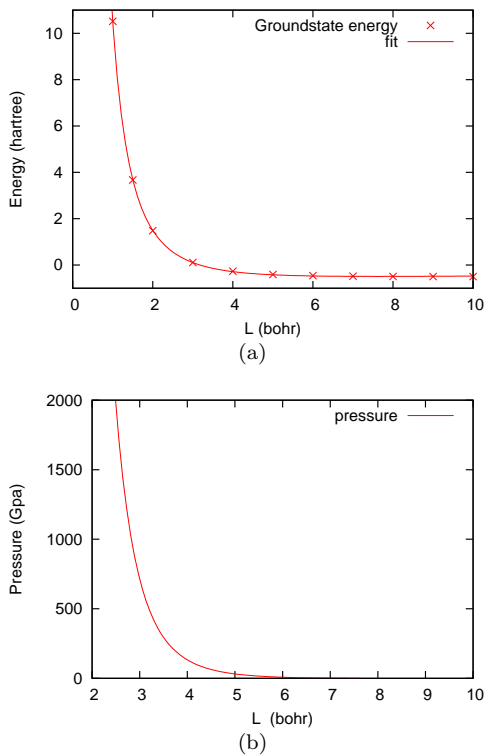 10
8
6
4
2
0
Energy (hartree)
Groundstate energy
fit
0 2 4 6 8 10
L (bohr)
(a)
2000
1500
1000
500
0
Pressure (Gpa)
pressure
2 3 4 5 6 7 8 9 10
L (bohr)
(b)